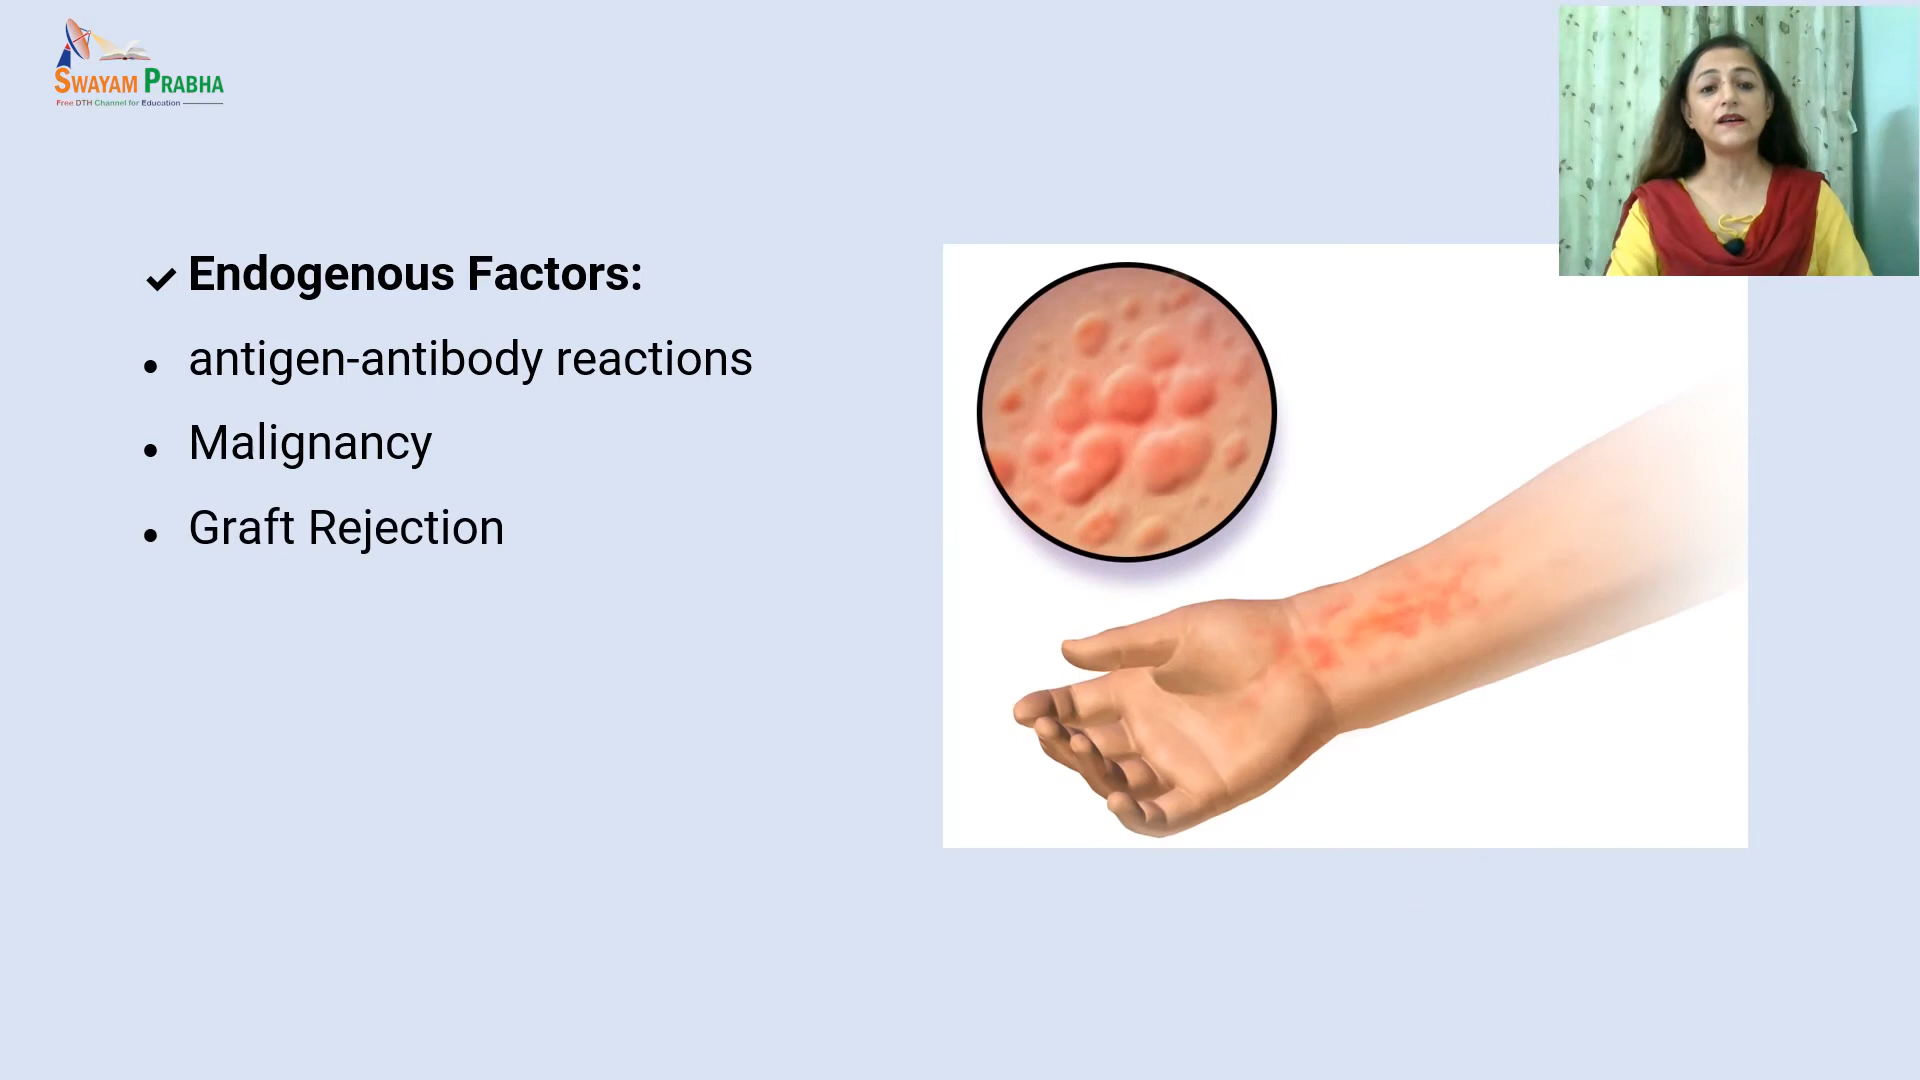 SWAYAM PRABHA
Free DTH Channel for Education
Endogenous Factors:
antigen-antibody reactions
Malignancy
Graft Rejection